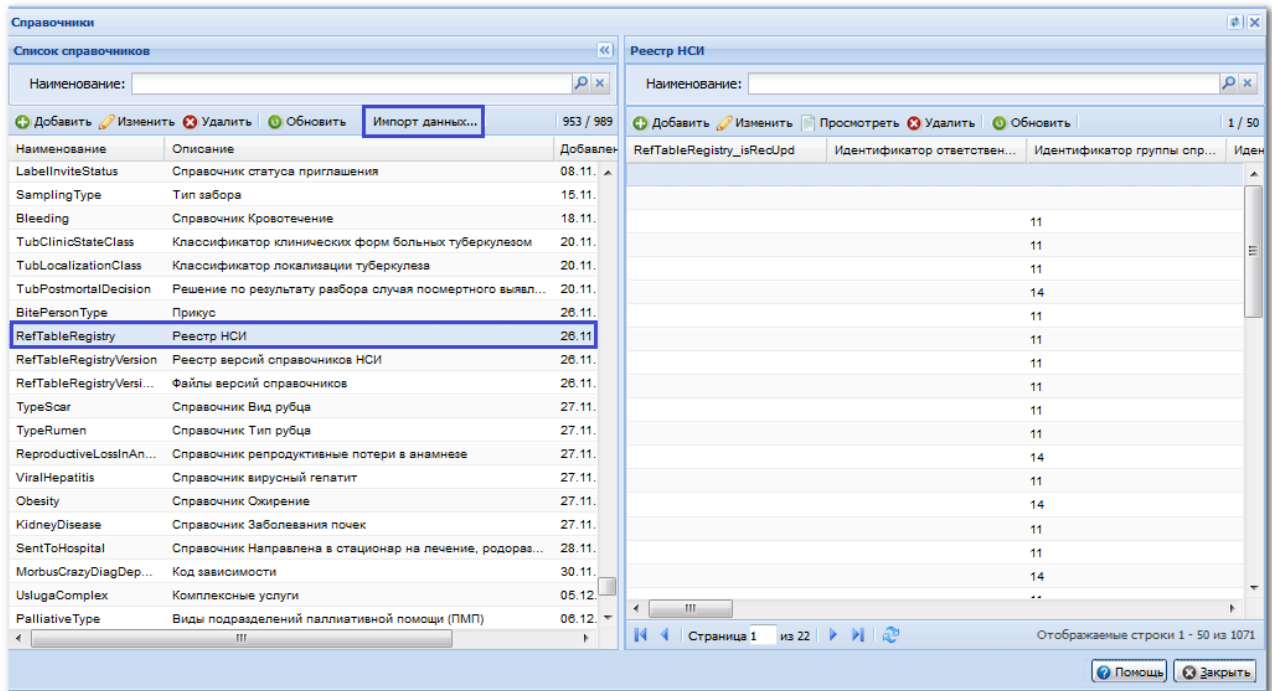 Справочники
Список справочников
Наименование:
Добавить Изменить Удалить Обновить Импорт данных... 953 / 989
Наименование Описание Добавлен
LabelInviteStatus Справочник статуса приглашения 08.11.
SamplingType Тип забора 15.11.
Bleeding Справочник Кровотечение 18.11.
TubClinicStateClass Классификатор клинических форм больных туберкулезом 20.11.
TubLocalizationClass Классификатор локализации туберкулеза 20.11.
TubPostmortalDecision Решение по результату разбора случая посмертного выявл... 20.11.
BitePersonType Прикус 26.11.
RefTableRegistry Реестр НСИ 26.11
RefTableRegistryVersion Реестр версий справочников НСИ 26.11.
RefTableRegistryVersi... Файлы версий справочников 26.11.
TypeScar Справочник Вид рубца 27.11.
TypeRumen Справочник Тип рубца 27.11.
ReproductiveLossInAn... Справочник репродуктивные потери в анамнезе 27.11.
ViralHepatitis Справочник вирусный гепатит 27.11.
Obesity Справочник Ожирение 27.11.
KidneyDisease Справочник Заболевания почек 27.11.
SentToHospital Справочник Направлена в стационар на лечение, родораз... 28.11.
MorbusCrazyDiagDep... Код зависимости 30.11.
UslugaComplex Комплексные услуги 05.12.
PalliativeType Виды подразделений паллиативной помощи (ПМП) 06.12.
Реестр НСИ
Наименование:
Добавить Изменить Просмотреть Удалить Обновить 1 / 50
RefTableRegistry_isRecUpd Идентификатор ответствен... Идентификатор группы спр... Иден
11
11
11
14
11
11
11
11
11
11
14
11
14
11
11
14
Страница 1 из 22 Отображаемые строки 1 - 50 из 1071
Помощь Закрыть